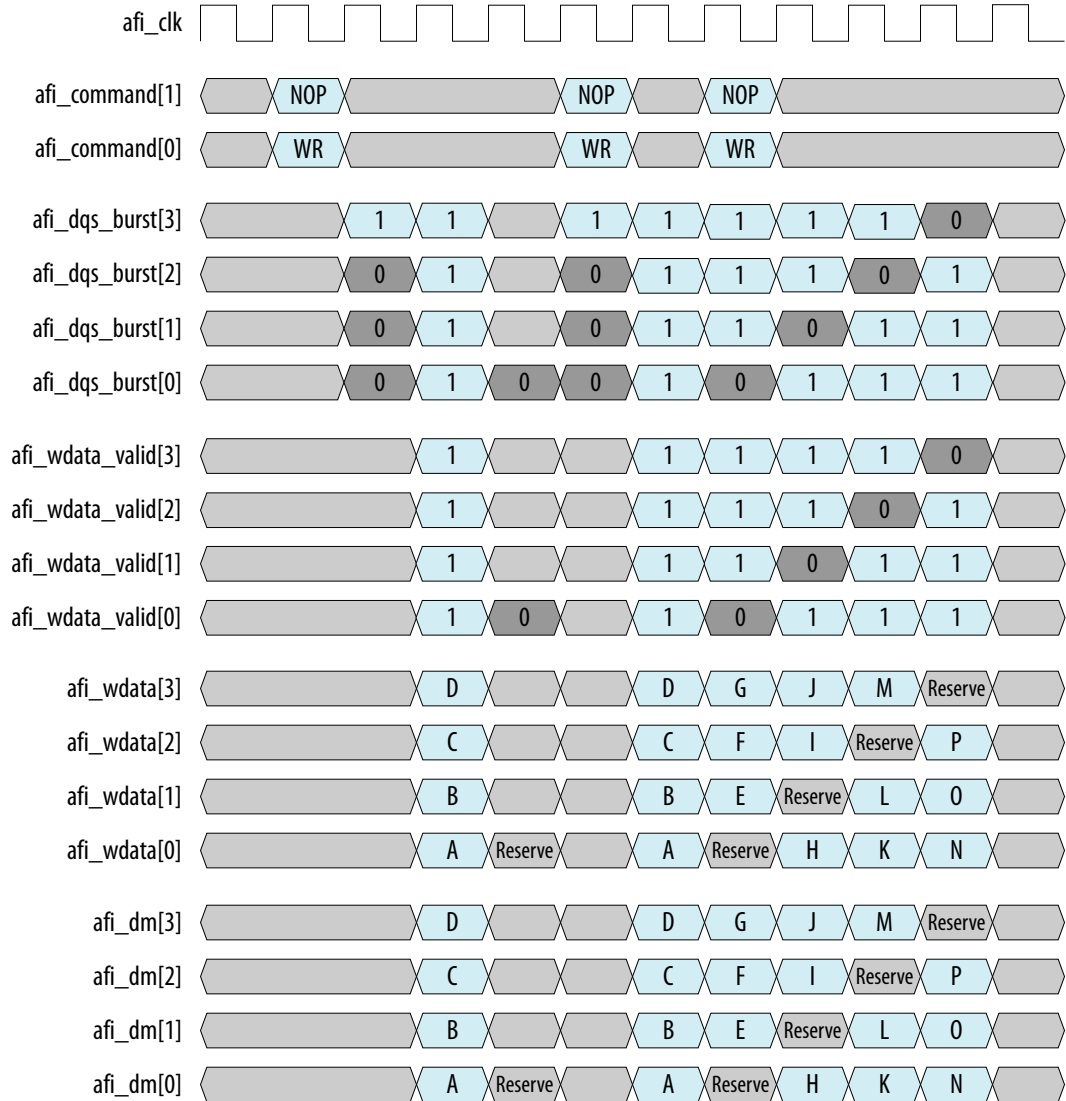 afi_clk
afi_command[1] NOP NOP NOP
afi_command[0] WR WR WR
afi_dqs_burst[3] 1 1 1 1 1 1 1 0
afi_dqs_burst[2] 0 1 0 1 1 1 0 1
afi_dqs_burst[1] 0 1 0 1 1 0 1 1
afi_dqs_burst[0] 0 1 0 0 1 0 1 1 1
afi_wdata_valid[3] 1 1 1 1 1 0
afi_wdata_valid[2] 1 1 1 1 0 1
afi_wdata_valid[1] 1 1 1 0 1 1
afi_wdata_valid[0] 1 0 1 0 1 1 1
afi_wdata[3] D D G J M Reserve
afi_wdata[2] C C F I Reserve P
afi_wdata[1] B B E Reserve L O
afi_wdata[0] A Reserve A Reserve H K N
afi_dm[3] D D G J M Reserve
afi_dm[2] C C F I Reserve P
afi_dm[1] B B E Reserve L O
afi_dm[0] A Reserve A Reserve H K N